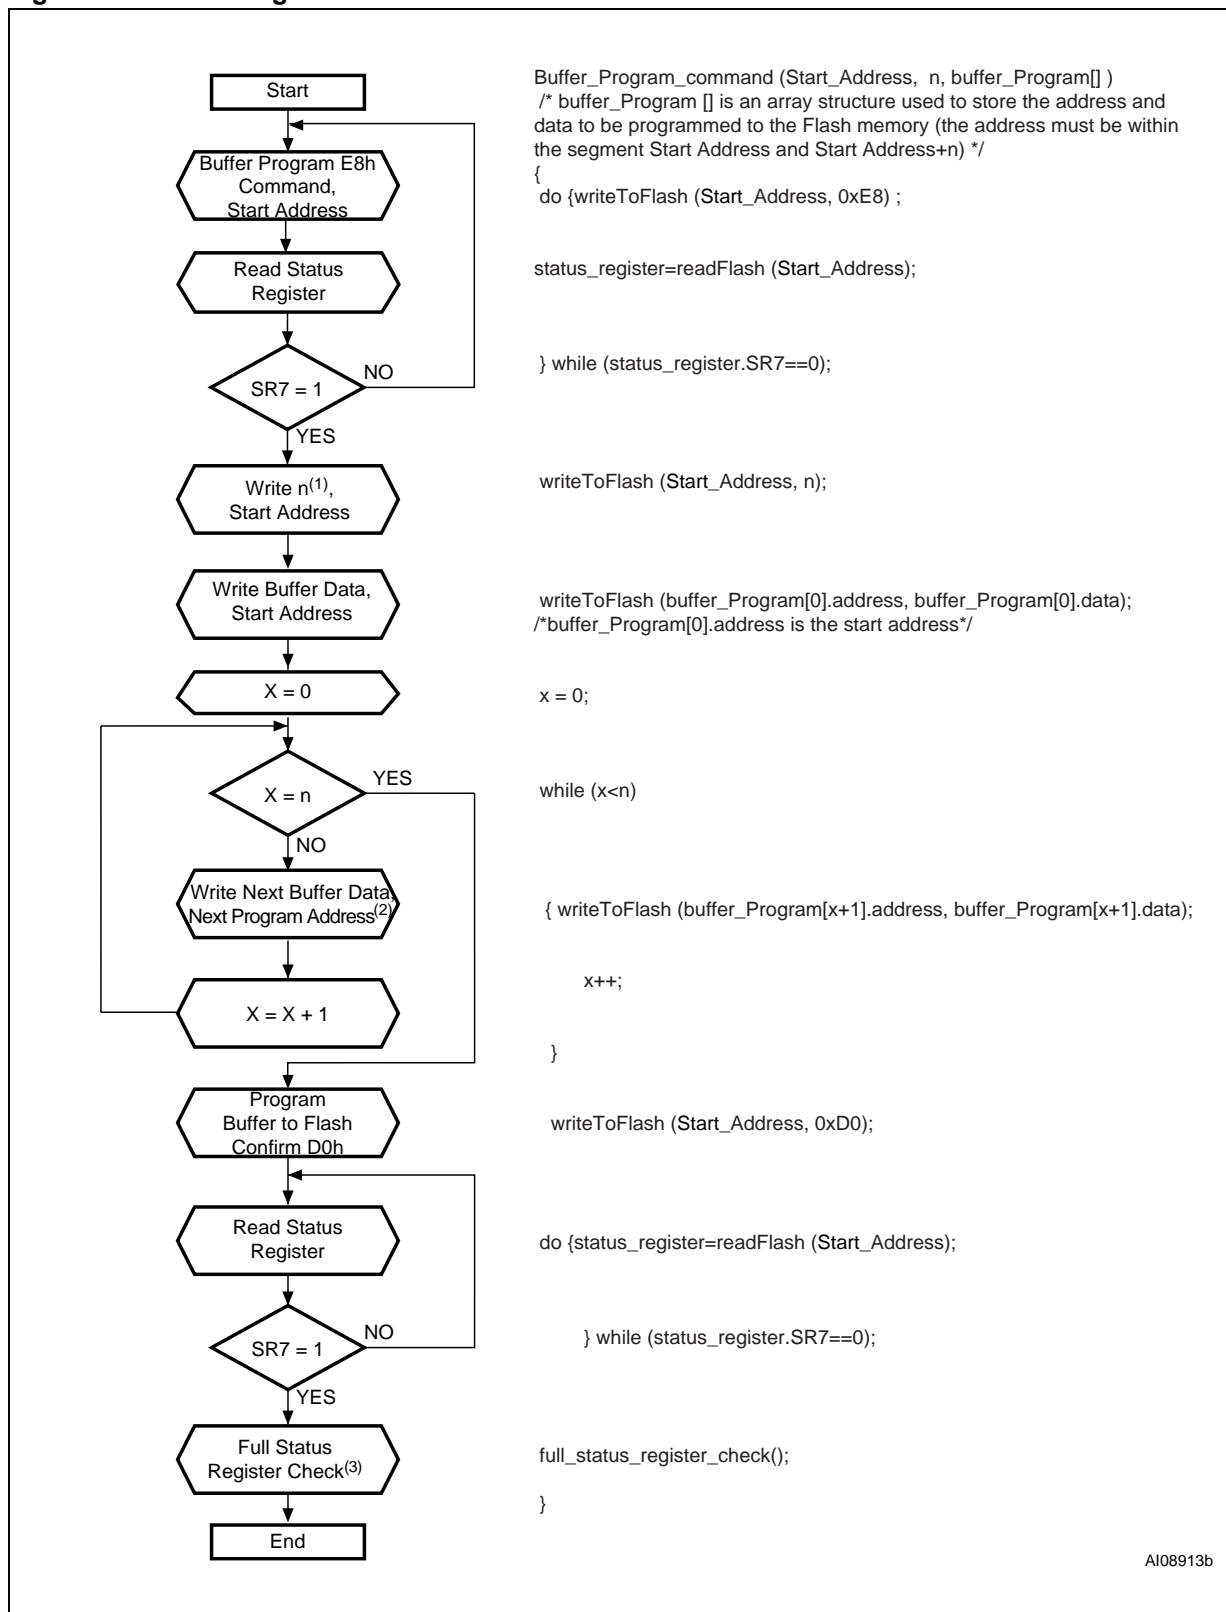 Start
Buffer_Program_command (Start_Address, n, buffer_Program[] )
/* buffer_Program [] is an array structure used to store the address and
data to be programmed to the Flash memory (the address must be within
the segment Start Address and Start Address+n) */
{
Buffer Program E8h
Command,
Start Address
do {writeToFlash (Start_Address, 0xE8) ;
Read Status
Register
status_register=readFlash (Start_Address);
SR7 = 1
NO
YES
} while (status_register.SR7==0);
Write n(1),
Start Address
writeToFlash (Start_Address, n);
Write Buffer Data,
Start Address
writeToFlash (buffer_Program[0].address, buffer_Program[0].data);
/*buffer_Program[0].address is the start address*/
X = 0
x = 0;
X = n
YES
NO
while (x<n)
Write Next Buffer Data,
Next Program Address(2)
{ writeToFlash (buffer_Program[x+1].address, buffer_Program[x+1].data);
X = X + 1
x++;
}
Program
Buffer to Flash
Confirm D0h
writeToFlash (Start_Address, 0xD0);
Read Status
Register
do {status_register=readFlash (Start_Address);
SR7 = 1
NO
YES
} while (status_register.SR7==0);
Full Status
Register Check(3)
full_status_register_check();
}
End
AI08913b